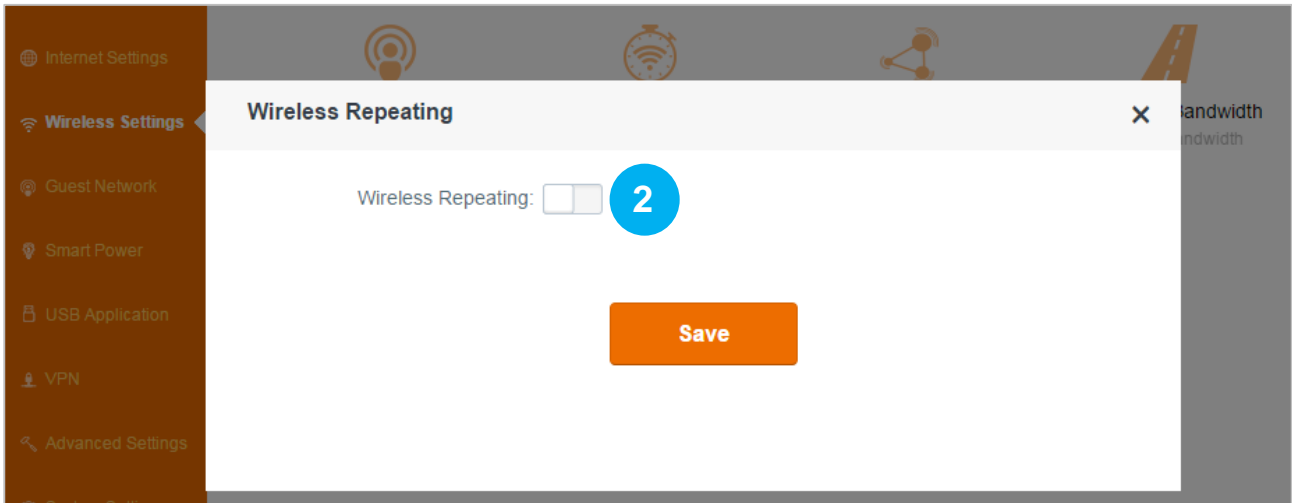 Internet Settings
Wireless Settings
Wireless Repeating
Bandwidth
Guest Network
Wireless Repeating:
2
Smart Power
USB Application
Save
VPN
Advanced Settings